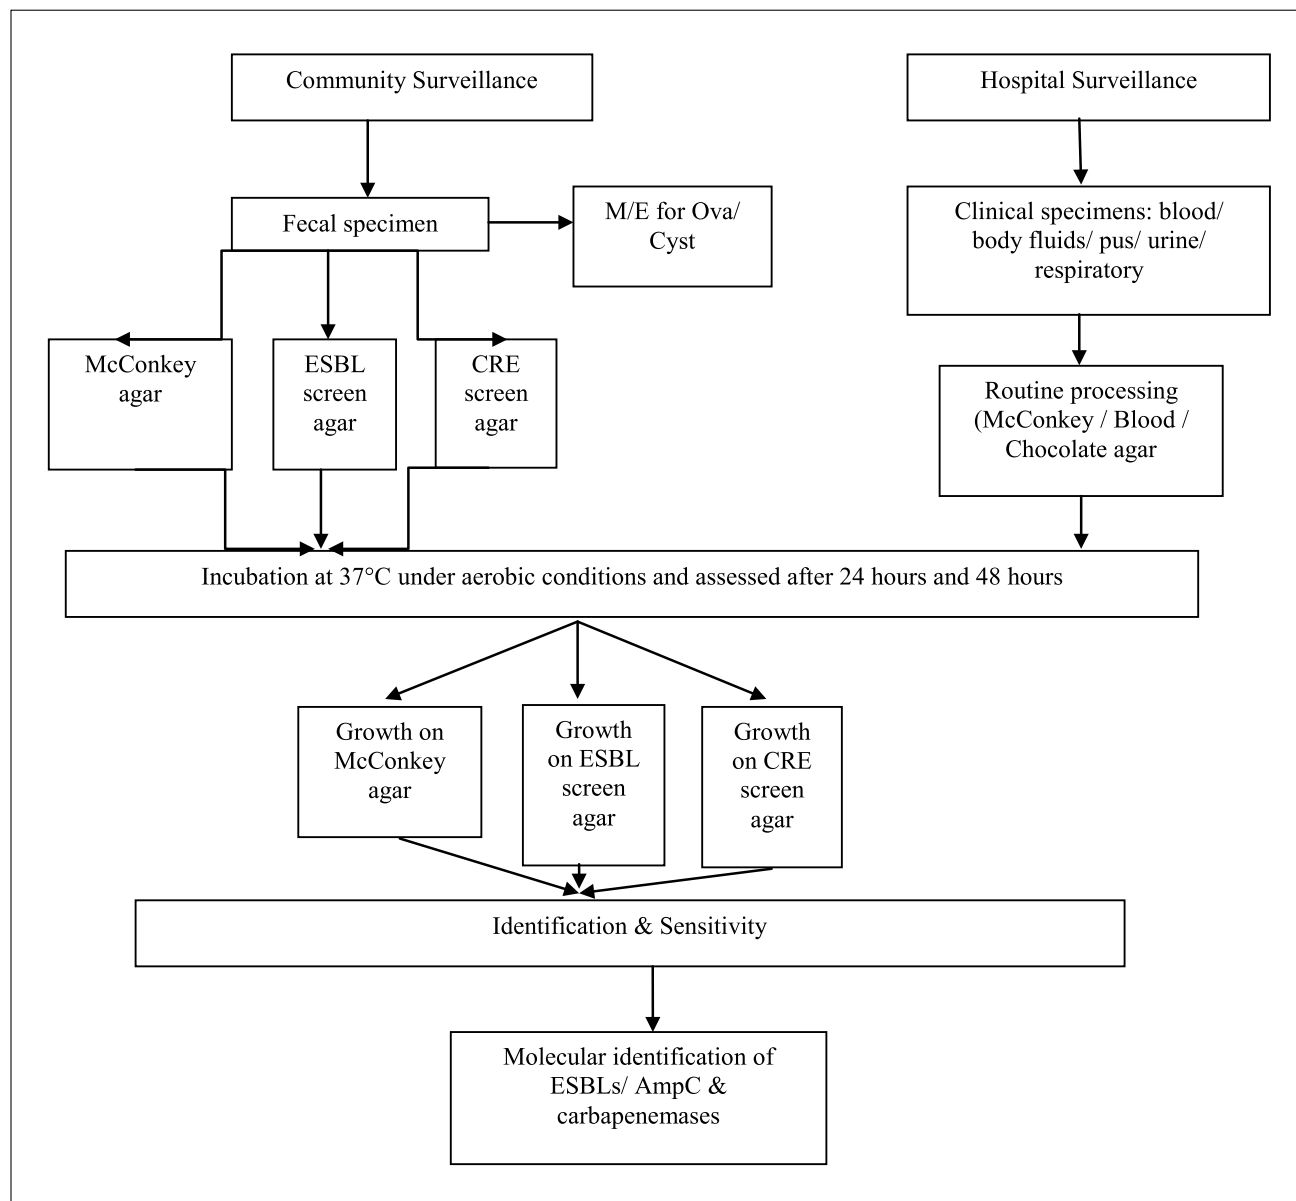 Community Surveillance
Hospital Surveillance
Fecal specimen
M/E for Ova/
Cyst
Clinical specimens: blood/
body fluids/ pus/ urine/
respiratory
McConkey
agar
ESBL
screen
agar
CRE
screen
agar
Routine processing
(McConkey / Blood /
Chocolate agar
Incubation at 37°C under aerobic conditions and assessed after 24 hours and 48 hours
Growth on
McConkey
agar
Growth
on ESBL
screen
agar
Growth
on CRE
screen
agar
Identification & Sensitivity
Molecular identification of
ESBLs/ AmpC &
carbapenemases